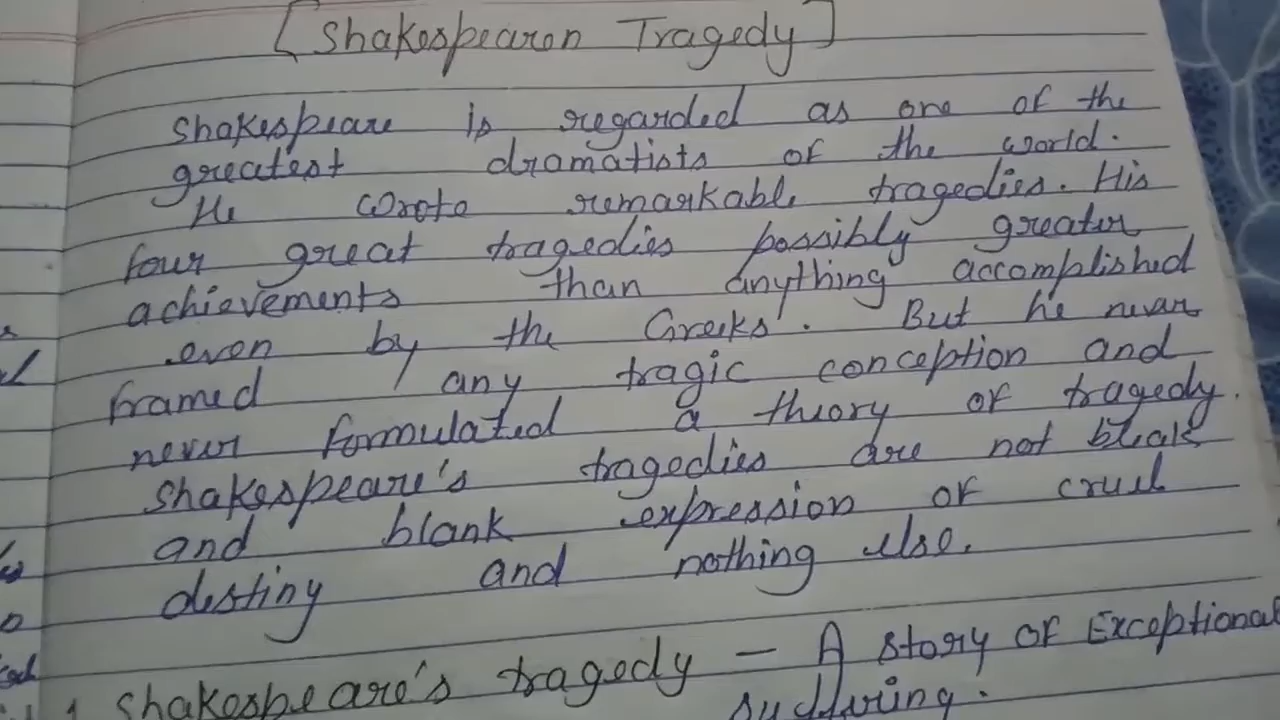 [Shakespearen Tragedy]
Shakespeare is regarded as one of the
greatest dramatists of the world.
He wrote remarkable tragedies. His
four great tragedies possibly greater
achievements than anything accomplished
even by the Greeks'. But he never
framed any tragic conception and
never formulated a theory of tragedy.
Shakespeare's tragedies are not bleak
and blank expression of cruel
destiny and nothing else.
1 Shakespeare's tragedy – A story of Exceptional
suffering.